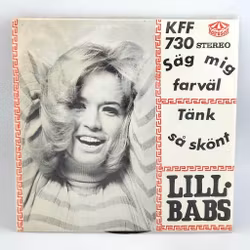 KFF
730 STEREO
säg mig
farväl
Tänk
så skönt
LILL-
BABS